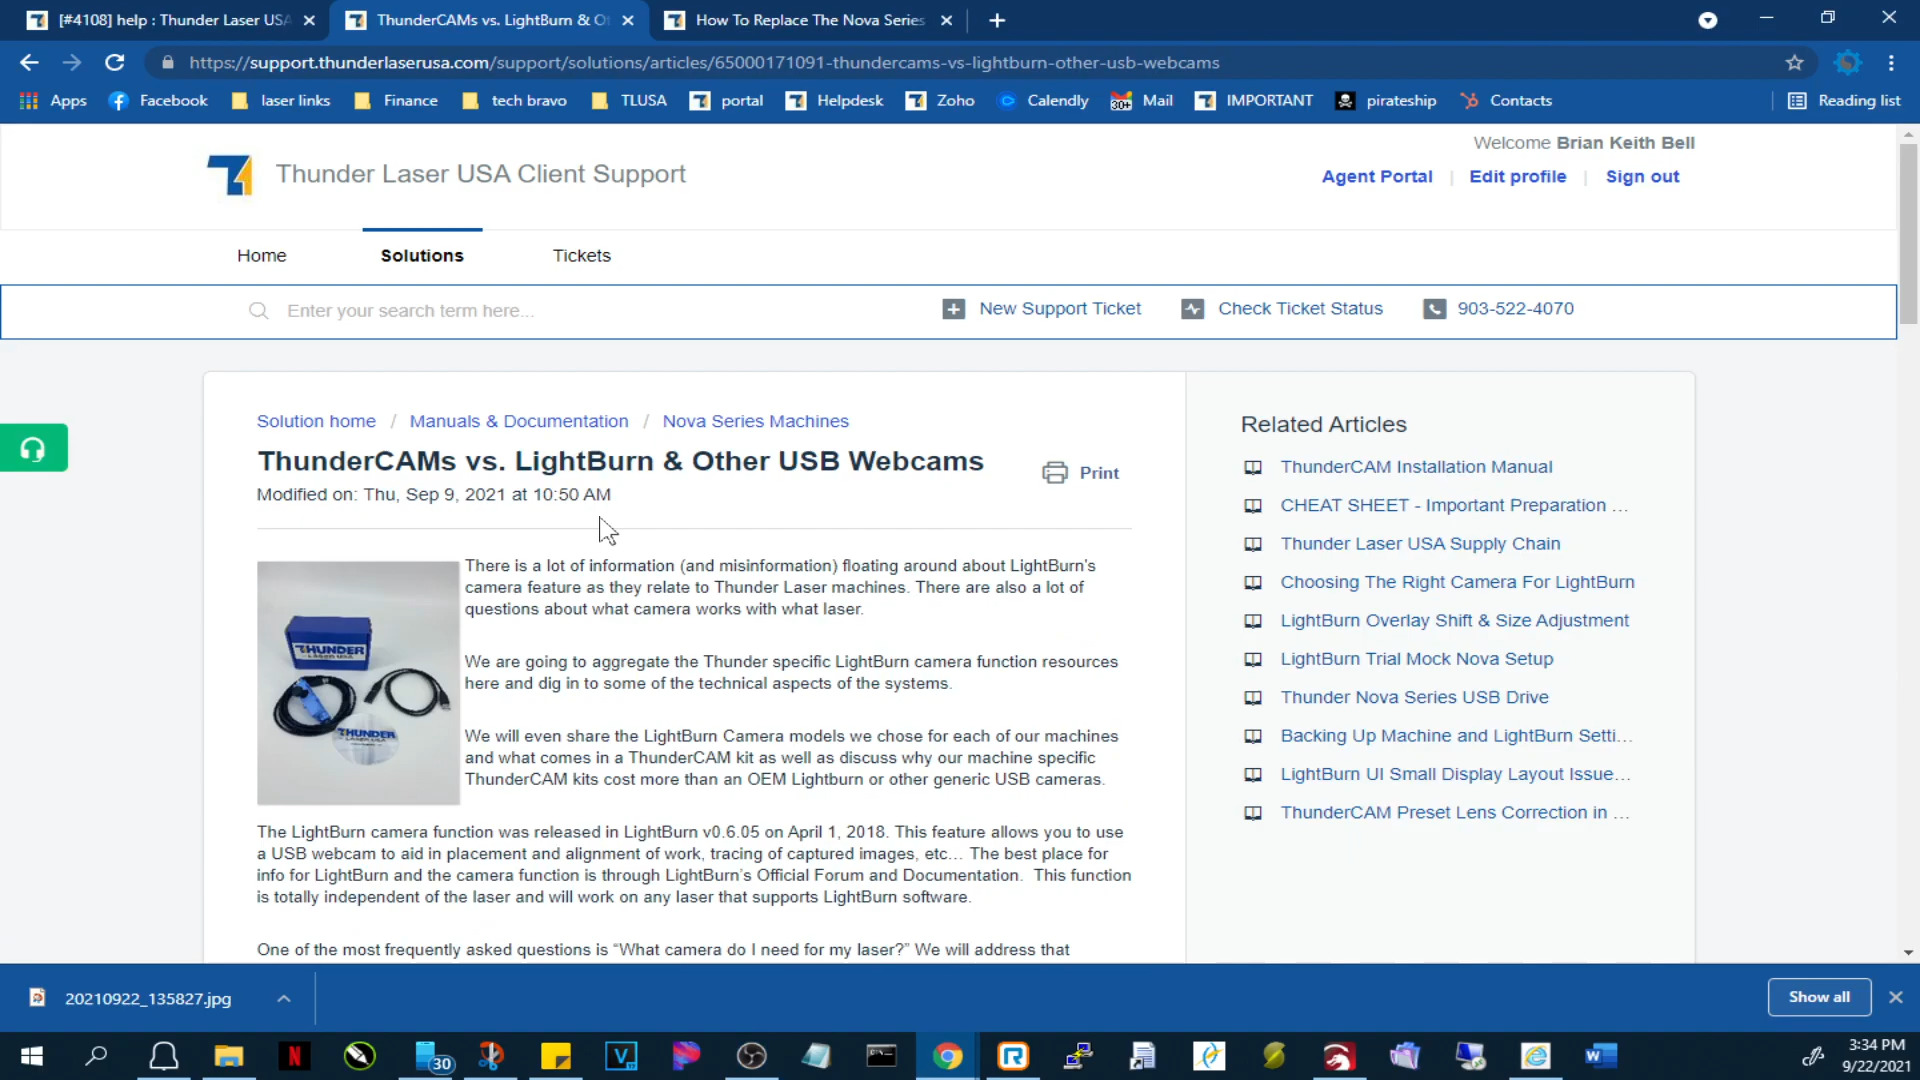 [#4108] help : Thunder Laser USA
ThunderCAMs vs. LightBurn & Ot
How To Replace The Nova Series
https://support.thunderlaserusa.com/support/solutions/articles/65000171091-thundercams-vs-lightburn-other-usb-webcams
Apps
Facebook
laser links
Finance
tech bravo
TLUSA
portal
Helpdesk
Zoho
Calendly
30+
Mail
IMPORTANT
pirateship
Contacts
Reading list
Welcome Brian Keith Bell
Thunder Laser USA Client Support
Agent Portal
Edit profile
Sign out
Home
Solutions
Tickets
Enter your search term here...
New Support Ticket
Check Ticket Status
903-522-4070
Solution home / Manuals & Documentation / Nova Series Machines
ThunderCAMs vs. LightBurn & Other USB Webcams
Print
Modified on: Thu, Sep 9, 2021 at 10:50 AM
THUNDER
THUNDER
There is a lot of information (and misinformation) floating around about LightBurn's
camera feature as they relate to Thunder Laser machines. There are also a lot of
questions about what camera works with what laser.
We are going to aggregate the Thunder specific LightBurn camera function resources
here and dig in to some of the technical aspects of the systems.
We will even share the LightBurn Camera models we chose for each of our machines
and what comes in a ThunderCAM kit as well as discuss why our machine specific
ThunderCAM kits cost more than an OEM Lightburn or other generic USB cameras.
The LightBurn camera function was released in LightBurn v0.6.05 on April 1, 2018. This feature allows you to use
a USB webcam to aid in placement and alignment of work, tracing of captured images, etc... The best place for
info for LightBurn and the camera function is through LightBurn's Official Forum and Documentation.  This function
is totally independent of the laser and will work on any laser that supports LightBurn software.
One of the most frequently asked questions is “What camera do I need for my laser?” We will address that
Related Articles
ThunderCAM Installation Manual
CHEAT SHEET - Important Preparation ...
Thunder Laser USA Supply Chain
Choosing The Right Camera For LightBurn
LightBurn Overlay Shift & Size Adjustment
LightBurn Trial Mock Nova Setup
Thunder Nova Series USB Drive
Backing Up Machine and LightBurn Setti...
LightBurn UI Small Display Layout Issue...
ThunderCAM Preset Lens Correction in ...
20210922_135827.jpg
Show all
30
3:34 PM
9/22/2021